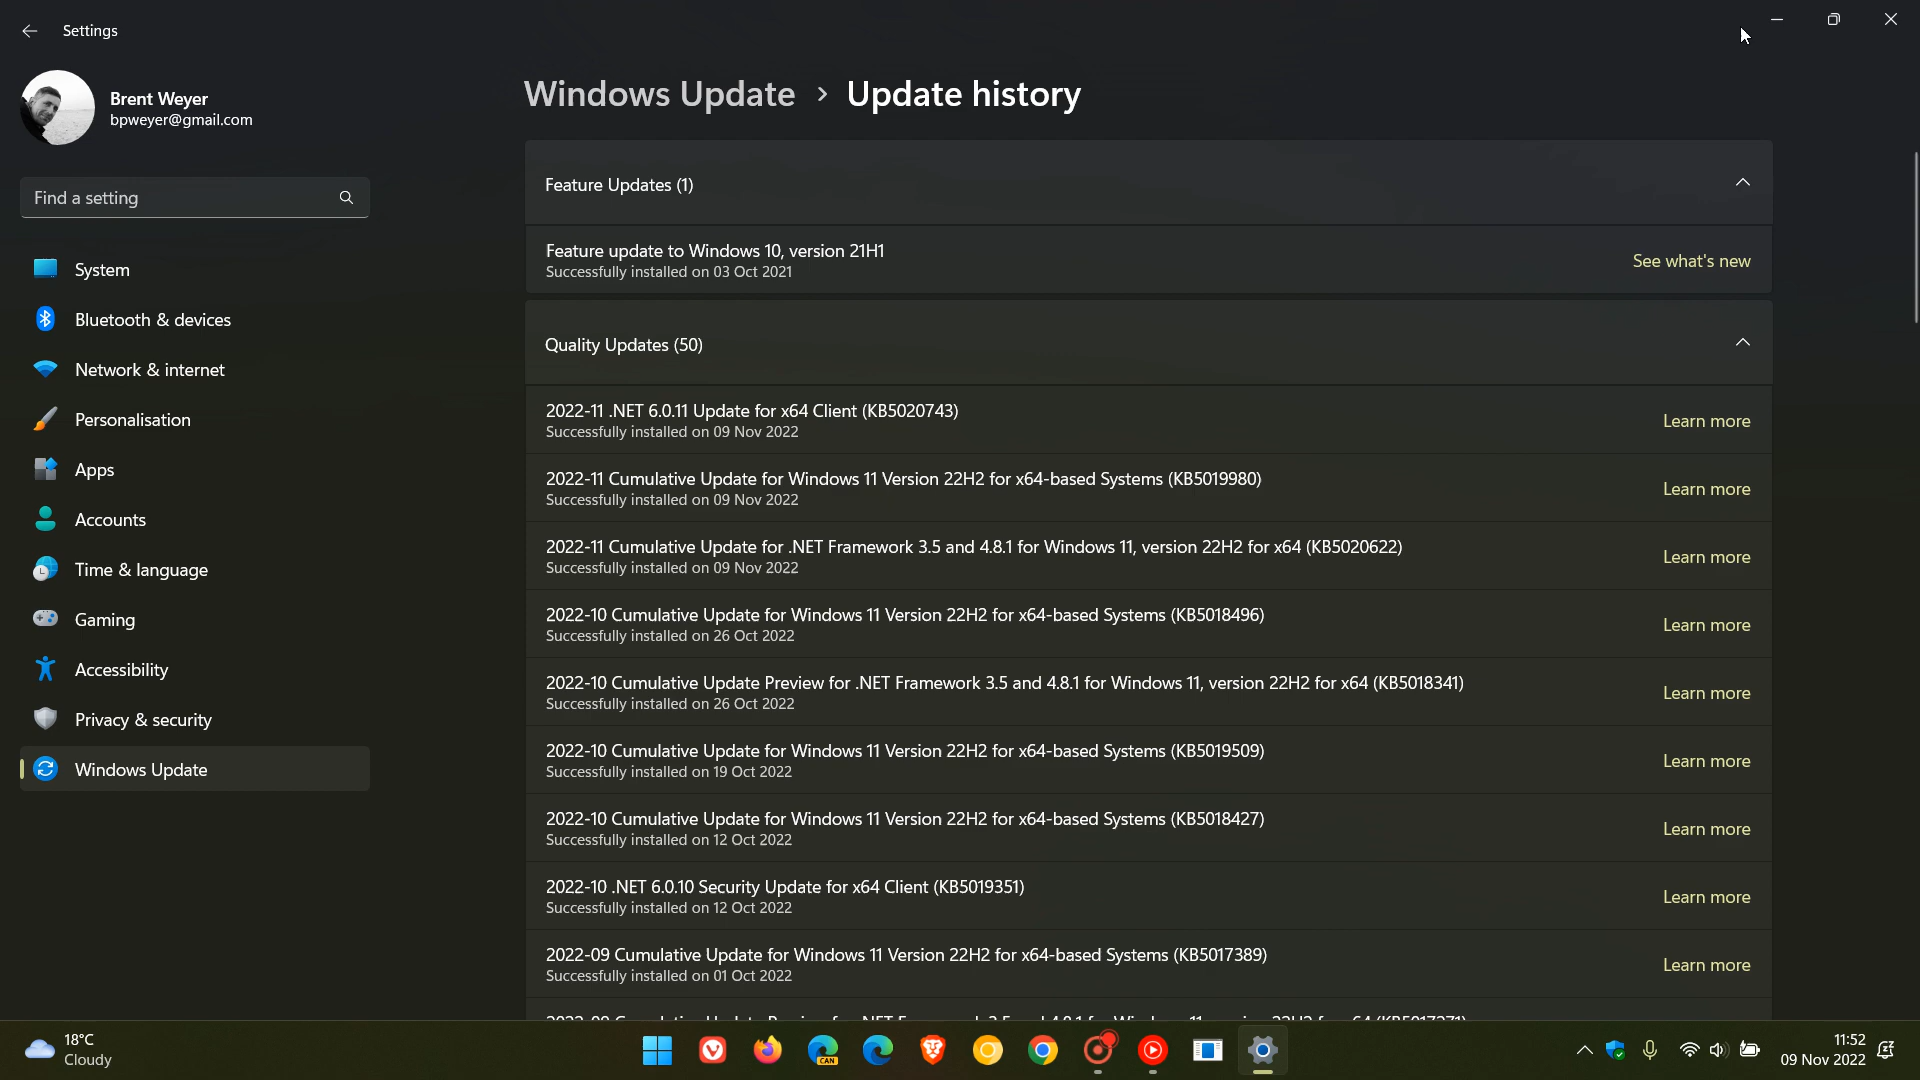 Settings
Brent Weyer
bpweyer@gmail.com
Find a setting
System
Bluetooth & devices
Network & internet
Personalisation
Apps
Accounts
Time & language
Gaming
Accessibility
Privacy & security
Windows Update
Windows Update > Update history
Feature Updates (1)
Feature update to Windows 10, version 21H1
Successfully installed on 03 Oct 2021
See what's new
Quality Updates (50)
2022-11 .NET 6.0.11 Update for x64 Client (KB5020743)
Successfully installed on 09 Nov 2022
Learn more
2022-11 Cumulative Update for Windows 11 Version 22H2 for x64-based Systems (KB5019980)
Successfully installed on 09 Nov 2022
Learn more
2022-11 Cumulative Update for .NET Framework 3.5 and 4.8.1 for Windows 11, version 22H2 for x64 (KB5020622)
Successfully installed on 09 Nov 2022
Learn more
2022-10 Cumulative Update for Windows 11 Version 22H2 for x64-based Systems (KB5018496)
Successfully installed on 26 Oct 2022
Learn more
2022-10 Cumulative Update Preview for .NET Framework 3.5 and 4.8.1 for Windows 11, version 22H2 for x64 (KB5018341)
Successfully installed on 26 Oct 2022
Learn more
2022-10 Cumulative Update for Windows 11 Version 22H2 for x64-based Systems (KB5019509)
Successfully installed on 19 Oct 2022
Learn more
2022-10 Cumulative Update for Windows 11 Version 22H2 for x64-based Systems (KB5018427)
Successfully installed on 12 Oct 2022
Learn more
2022-10 .NET 6.0.10 Security Update for x64 Client (KB5019351)
Successfully installed on 12 Oct 2022
Learn more
2022-09 Cumulative Update for Windows 11 Version 22H2 for x64-based Systems (KB5017389)
Successfully installed on 01 Oct 2022
Learn more
18°C
Cloudy
CAN
11:52
09 Nov 2022